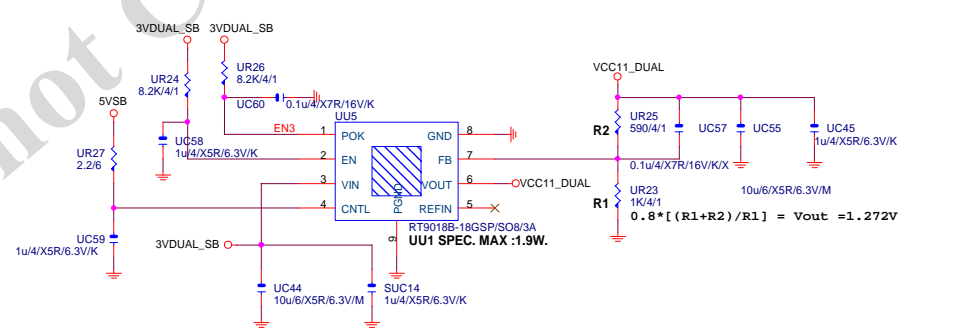 not C
3VDUAL_SB
3VDUAL_SB
UR24
8.2K/4/1
UR26
8.2K/4/1
5VSB
UC60
0.1u/4/X7R/16V/K
UU5
EN3
UC58
1u/4/X5R/6.3V/K
UR27
2.2/6
1 POK GND 8
2 EN FB 7
3 VIN VOUT 6
4 CNTL REFIN 5
PGND
9
VCC11_DUAL
RT9018B-18GSP/SO8/3A
UU1 SPEC. MAX :1.9W.
UC59
1u/4/X5R/6.3V/K
3VDUAL_SB
UC44
10u/6/X5R/6.3V/M
SUC14
1u/4/X5R/6.3V/K
VCC11_DUAL
R2
UR25
590/4/1
UC57
UC55
UC45
1u/4/X5R/6.3V/K
0.1u/4/X7R/16V/K/X
10u/6/X5R/6.3V/M
R1
UR23
1K/4/1
0.8*[(R1+R2)/R1] = Vout =1.272V